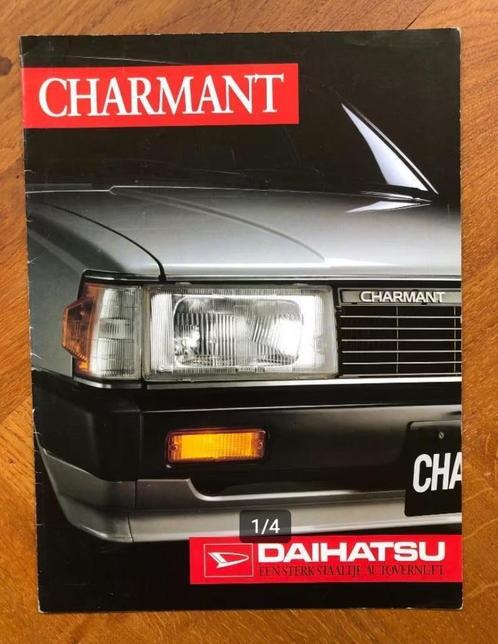 CHARMANT
CHARMANT
CHA
1/4
DAIHATSU
EEN STERK STAALTJE AUTOVERNUFT